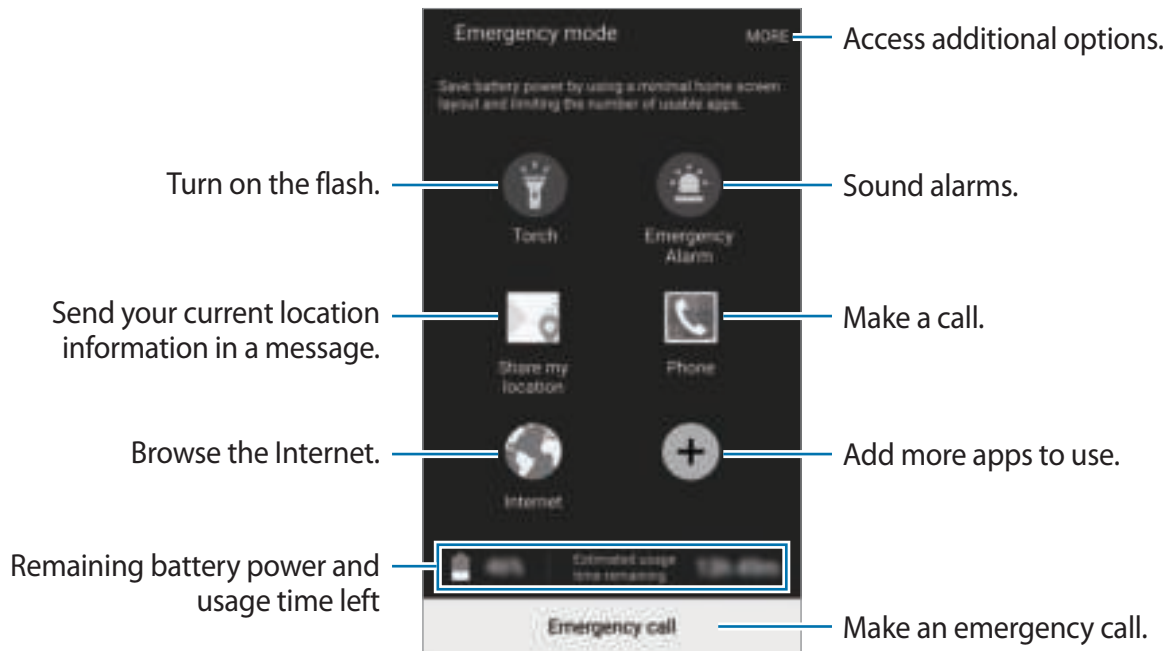 Emergency mode
MORE
Access additional options.
Save battery power by using a minimal home screen
layout and limiting the number of usable apps.
Turn on the flash.
Sound alarms.
Torch
Emergency
Alarm
Send your current location
information in a message.
Make a call.
Share my
location
Phone
Browse the Internet.
Add more apps to use.
Internet
Remaining battery power and
usage time left
Estimated usage
time remaining
Emergency call
Make an emergency call.